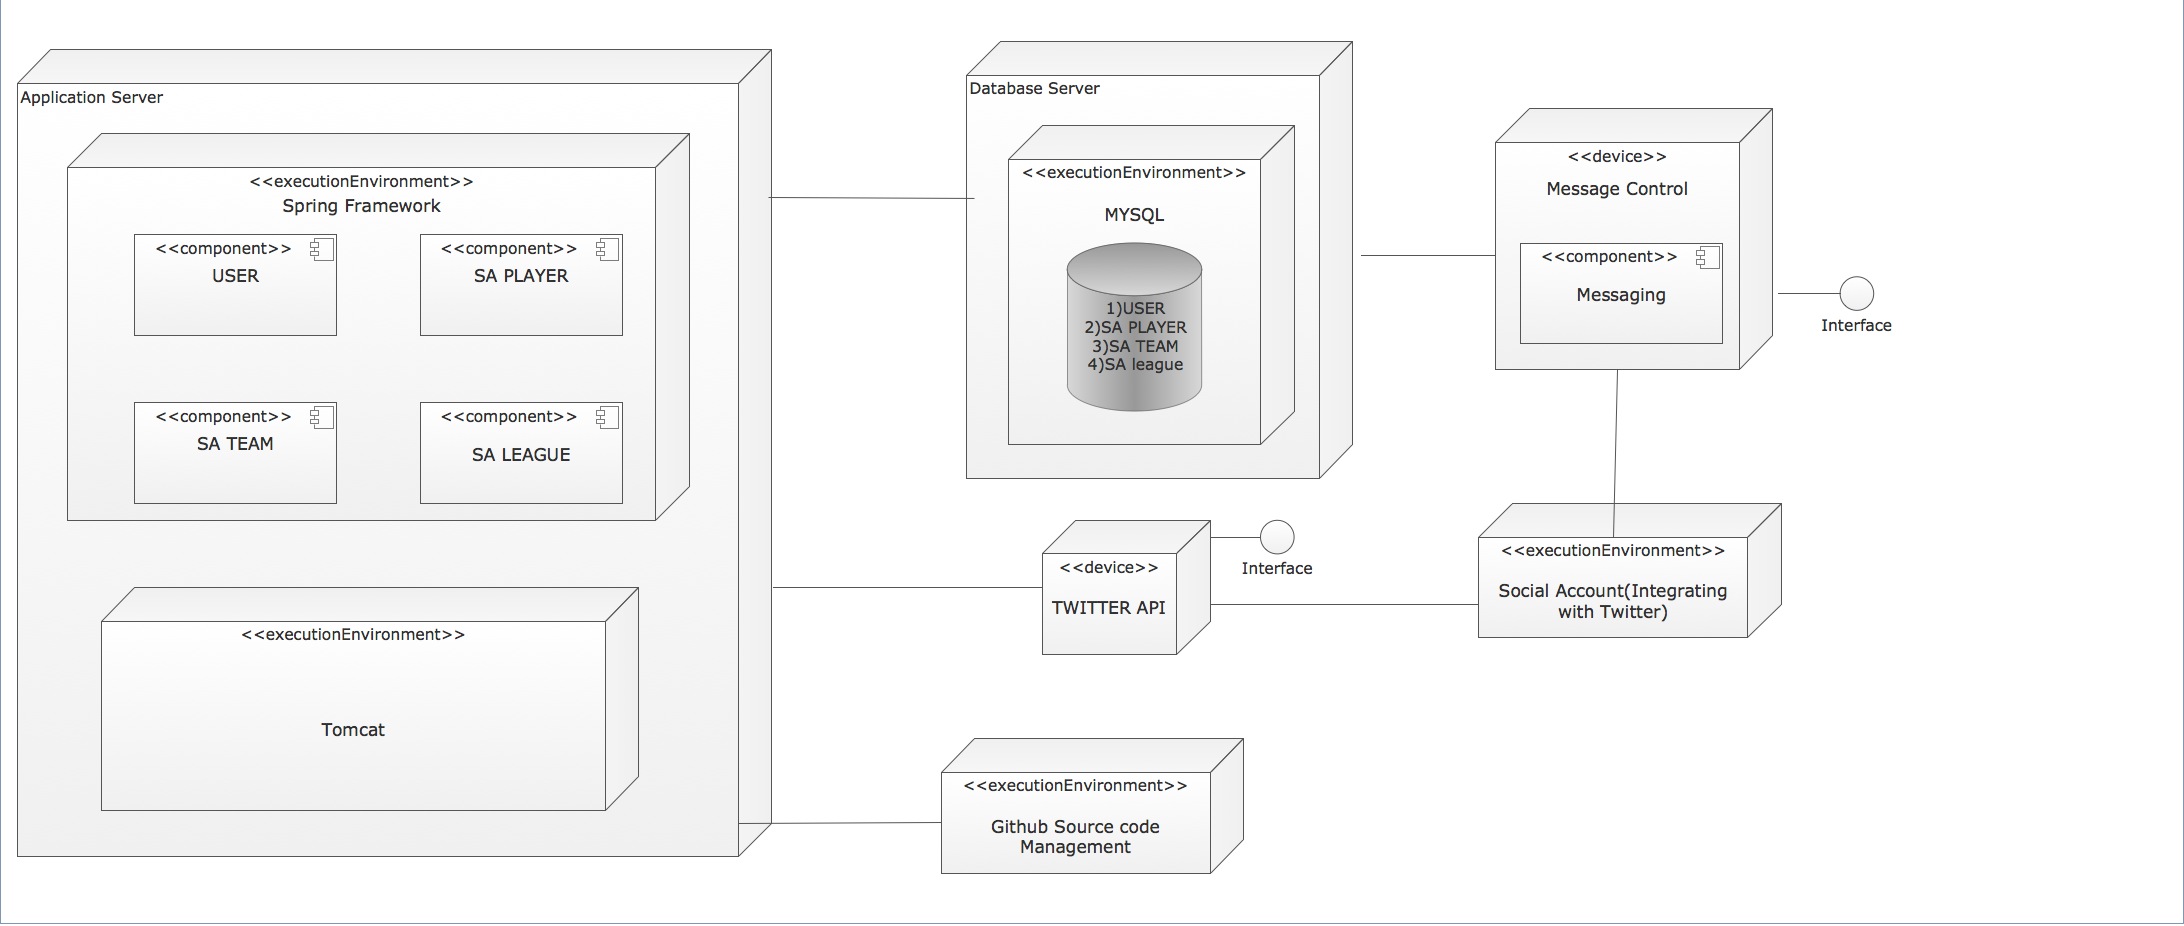 Application Server
<<executionEnvironment>>
Spring Framework
<<component>>
USER
<<component>>
SA PLAYER
<<component>>
SA TEAM
<<component>>
SA LEAGUE
<<executionEnvironment>>
Tomcat
Database Server
<<executionEnvironment>>
MYSQL
1)USER
2)SA PLAYER
3)SA TEAM
4)SA league
<<device>>
Message Control
<<component>>
Messaging
Interface
<<device>>
TWITTER API
Interface
<<executionEnvironment>>
Social Account(Integrating
with Twitter)
<<executionEnvironment>>
Github Source code
Management